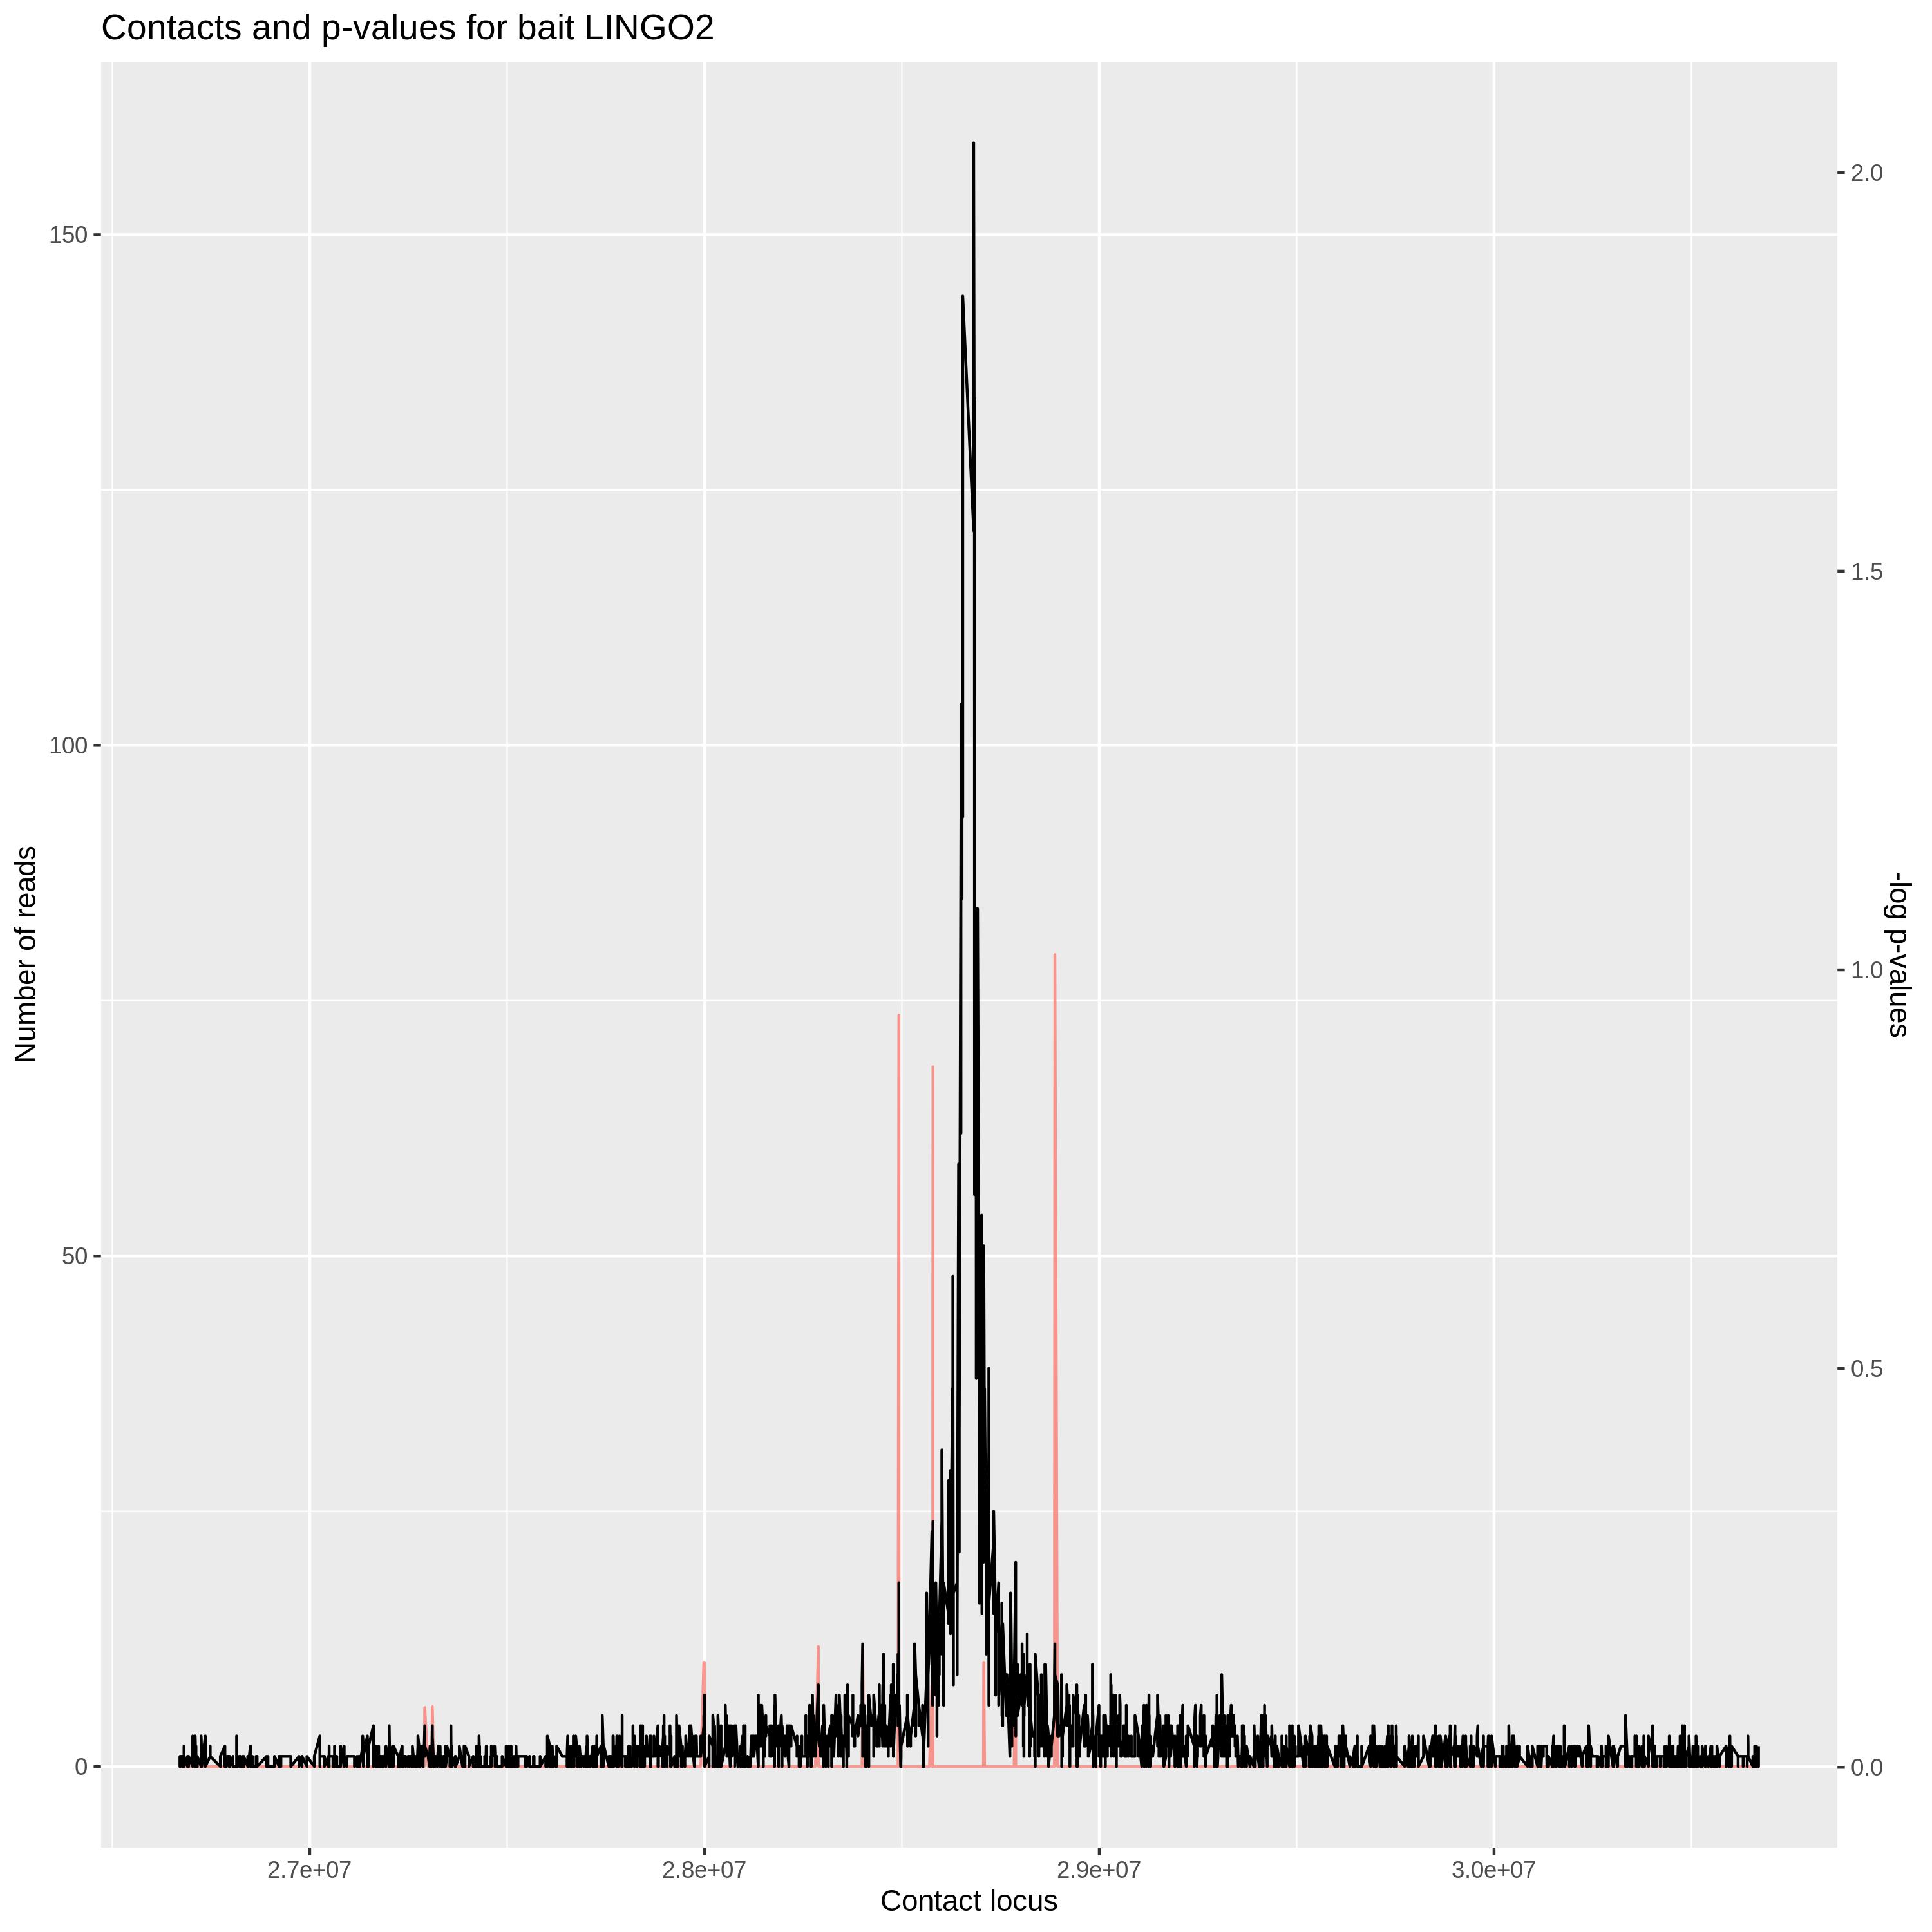 Contacts and p-values for bait LINGO2
150
100
50
0
Number of reads
2.0
1.5
1.0
0.5
0.0
-log p-values
2.7e+07
2.8e+07
2.9e+07
3.0e+07
Contact locus